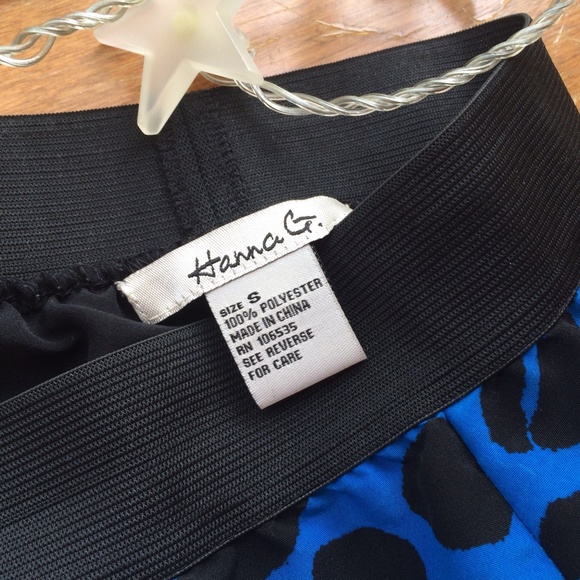 Hanna G.
SIZE S
100% POLYESTER
MADE IN CHINA
RN 106535
SEE REVERSE
FOR CARE